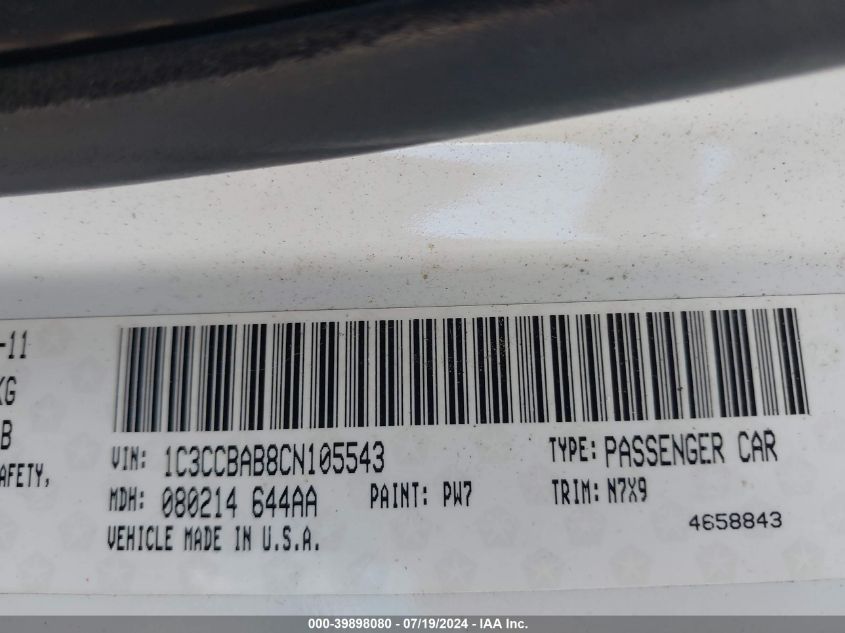 -11
KG
B
AFETY,
VIN: 1C3CCBAB8CN105543 TYPE: PASSENGER CAR
MDH: 080214 644AA PAINT: PW7 TRIM: N7X9
VEHICLE MADE IN U.S.A. 4658843
000-39898080 - 07/19/2024 - IAA Inc.